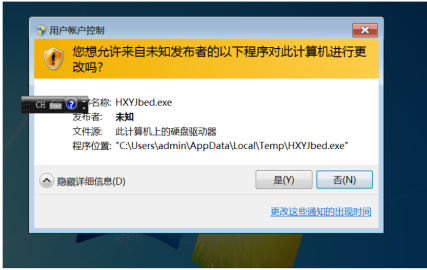 用户帐户控制
您想允许来自未知发布者的以下程序对此计算机进行更
改吗?
CH
名称: HXYJbed.exe
发布者: 未知
文件源: 此计算机上的硬盘驱动器
程序位置: "C:\Users\admin\AppData\Local\Temp\HXYJbed.exe"
隐藏详细信息(D)
是(Y)
否(N)
更改这些通知的出现时间